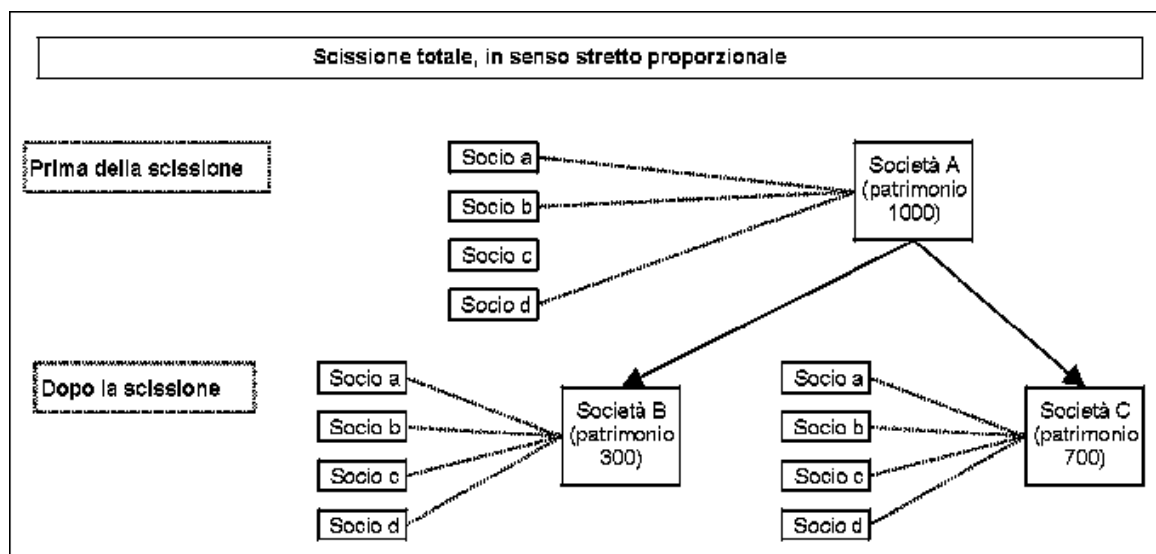 Scissione totale, in senso stretto proporzionale
Prima della scissione
Socio a
Socio b
Socio c
Socio d
Società A
(patrimonio
1000)
Dopo la scissione
Socio a
Socio b
Socio c
Socio d
Società B
(patrimonio
300)
Socio a
Socio b
Socio c
Socio d
Società C
(patrimonio
700)